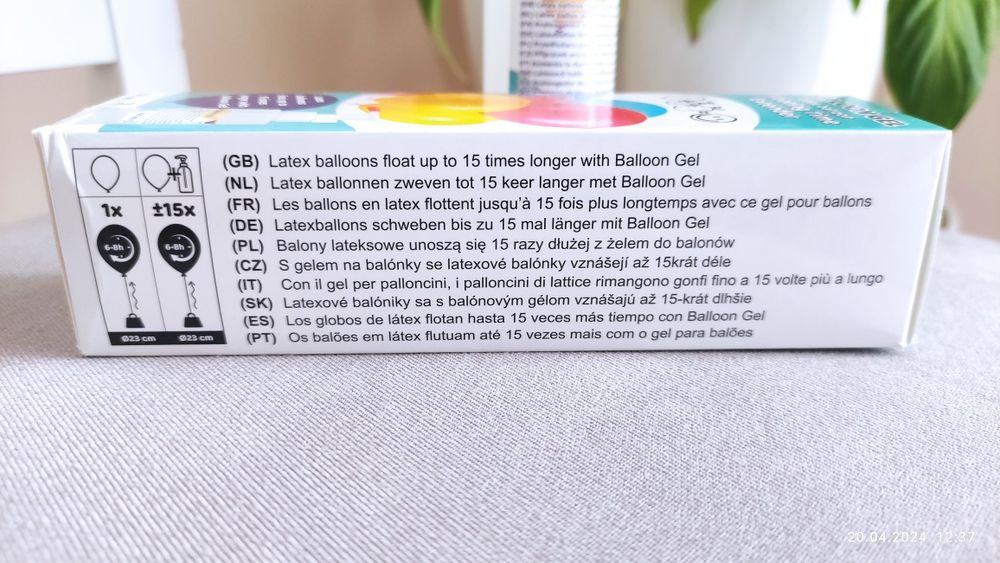 1x ±15x
6-8h 6-8h
Ø23 cm Ø23 cm
(GB) Latex balloons float up to 15 times longer with Balloon Gel
(NL) Latex ballonnen zweven tot 15 keer langer met Balloon Gel
(FR) Les ballons en latex flottent jusqu'à 15 fois plus longtemps avec ce gel pour ballons
(DE) Latexballons schweben bis zu 15 mal länger mit Balloon Gel
(PL) Balony lateksowe unoszą się 15 razy dłużej z żelem do balonów
(CZ) S gelem na balónky se latexové balónky vznášejí až 15krát déle
(IT) Con il gel per palloncini, i palloncini di lattice rimangono gonfi fino a 15 volte più a lungo
(SK) Latexové balóniky sa s balónovým gélom vznášajú až 15-krát dlhšie
(ES) Los globos de látex flotan hasta 15 veces más tiempo con Balloon Gel
(PT) Os balões em látex flutuam até 15 vezes mais com o gel para balões
20.04.2024 12:37